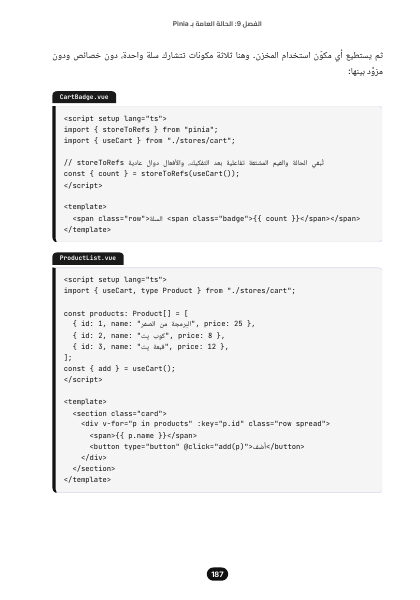 الفصل 9: الحالة العامة بـ Pinia
ثم يستطيع أي مكوّن استخدام المخزن. وهنا ثلاثة مكونات تتشارك سلة واحدة، دون خصائص ودون
مزوّد بينها:
CartBadge.vue
<script setup lang="ts">
import { storeToRefs } from "pinia";
import { useCart } from "./stores/cart";
// storeToRefs تُبقي الحالة والقيم المشتقة تفاعلية بعد التفكيك، والأفعال دوال عادية
const { count } = storeToRefs(useCart());
</script>
<template>
<span class="row">السلة <span class="badge">{{ count }}</span></span>
</template>
ProductList.vue
<script setup lang="ts">
import { useCart, type Product } from "./stores/cart";
const products: Product[] = [
{ id: 1, name: "البرمجة من الصفر", price: 25 },
{ id: 2, name: "كوب بت", price: 8 },
{ id: 3, name: "قبعة بت", price: 12 },
];
const { add } = useCart();
</script>
<template>
<section class="card">
<div v-for="p in products" :key="p.id" class="row spread">
<span>{{ p.name }}</span>
<button type="button" @click="add(p)">أضف</button>
</div>
</section>
</template>
187